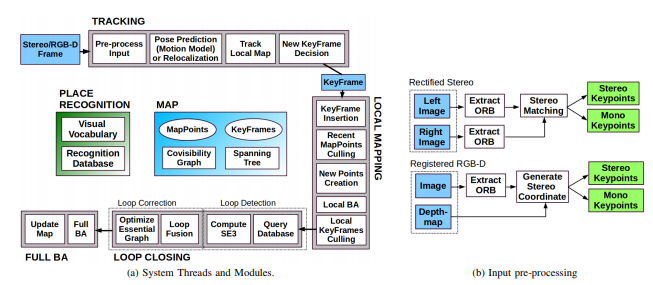 TRACKING
Stereo/RGB-D
Frame
Pre-process
Input
Pose Prediction
(Motion Model)
or Relocalization
Track
Local Map
New KeyFrame
Decision
KeyFrame
PLACE
RECOGNITION
Visual
Vocabulary
Recognition
Database
MAP
MapPoints
KeyFrames
Covisibility
Graph
Spanning
Tree
LOCAL MAPPING
KeyFrame
Insertion
Recent
MapPoints
Culling
New Points
Creation
Local BA
Local
KeyFrames
Culling
Loop Correction
Loop Detection
Update
Map
Full
BA
Optimize
Essential
Graph
Loop
Fusion
Compute
SE3
Query
Database
FULL BA
LOOP CLOSING
(a) System Threads and Modules.
Rectified Stereo
Left
Image
Right
Image
Extract
ORB
Extract
ORB
Stereo
Matching
Stereo
Keypoints
Mono
Keypoints
Registered RGB-D
Image
Depth-
map
Extract
ORB
Generate
Stereo
Coordinate
Stereo
Keypoints
Mono
Keypoints
(b) Input pre-processing